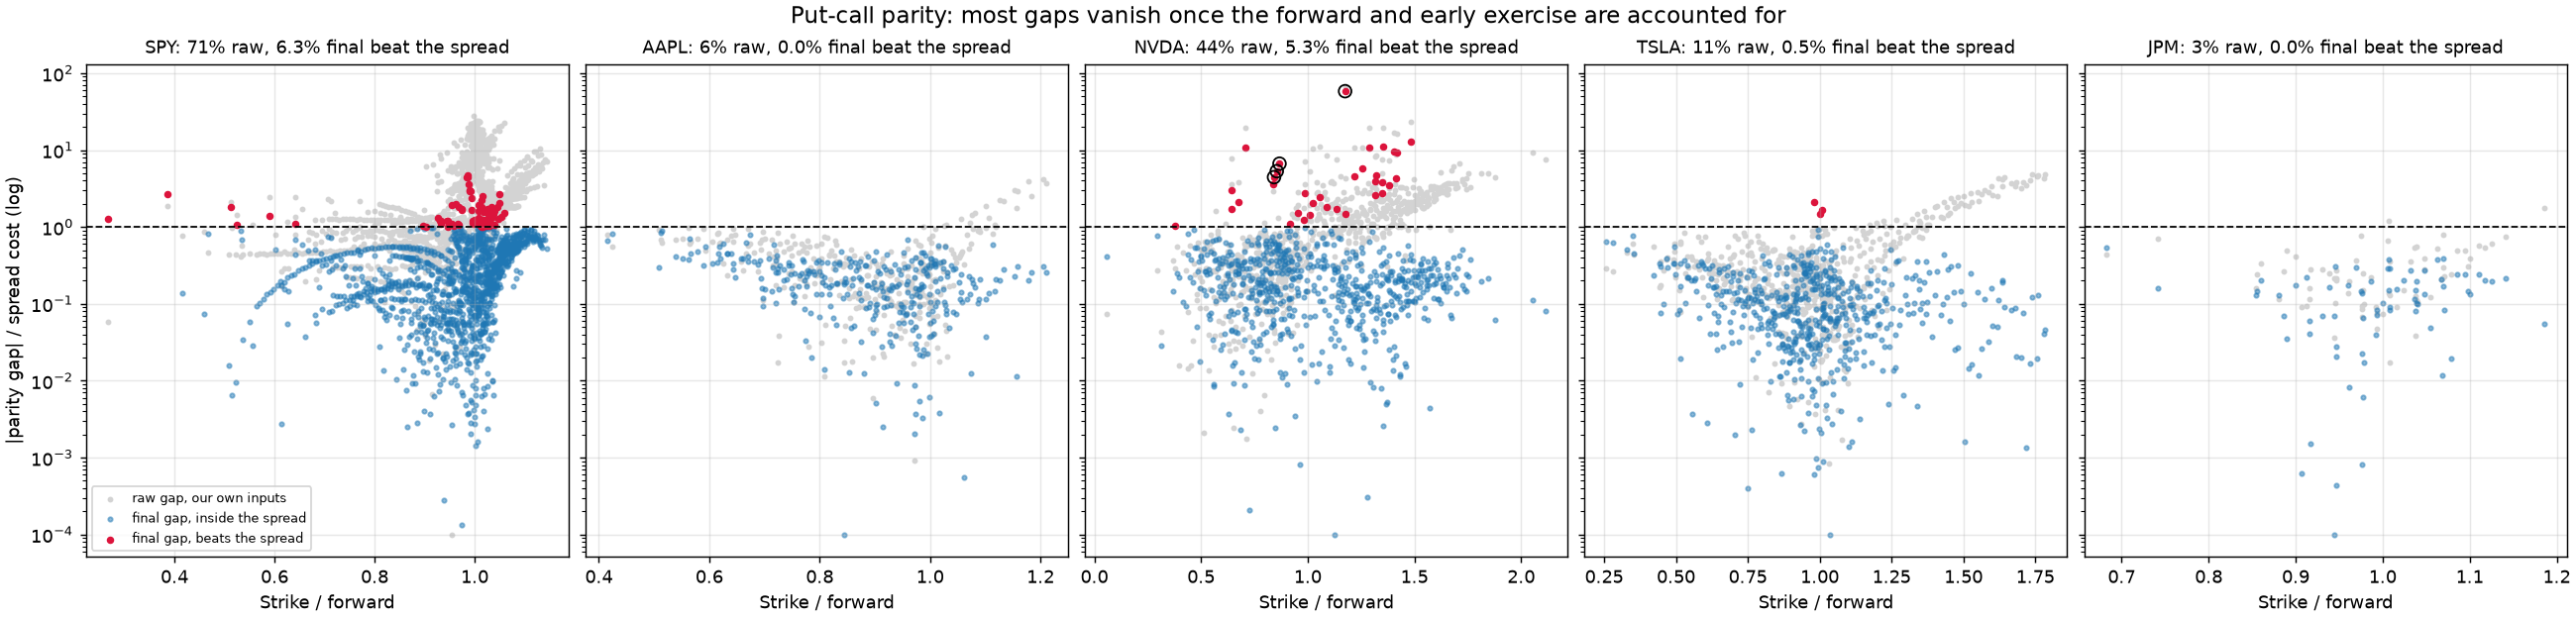 Put-call parity: most gaps vanish once the forward and early exercise are accounted for
SPY: 71% raw, 6.3% final beat the spread
AAPL: 6% raw, 0.0% final beat the spread
NVDA: 44% raw, 5.3% final beat the spread
TSLA: 11% raw, 0.5% final beat the spread
JPM: 3% raw, 0.0% final beat the spread
|parity gap| / spread cost (log)
10²
10¹
10⁰
10⁻¹
10⁻²
10⁻³
10⁻⁴
raw gap, our own inputs
final gap, inside the spread
final gap, beats the spread
0.4 0.6 0.8 1.0
0.4 0.6 0.8 1.0 1.2
0.0 0.5 1.0 1.5 2.0
0.25 0.50 0.75 1.00 1.25 1.50 1.75
0.7 0.8 0.9 1.0 1.1 1.2
Strike / forward
Strike / forward
Strike / forward
Strike / forward
Strike / forward